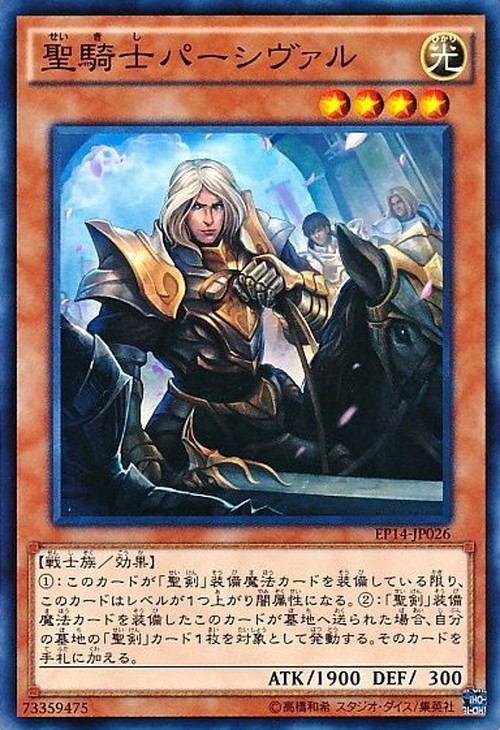 聖騎士パーシヴァル
光
EP14-JP026
【戦士族／効果】
①：このカードが「聖剣」装備魔法カードを装備している限り、
このカードはレベルが1つ上がり闇属性になる。②：「聖剣」装備
魔法カードを装備したこのカードが墓地へ送られた場合、自分
の墓地の「聖剣」カード1枚を対象として発動する。そのカードを
手札に加える。
ATK/1900 DEF/ 300
73359475
©高橋和希 スタジオ・ダイス/集英社